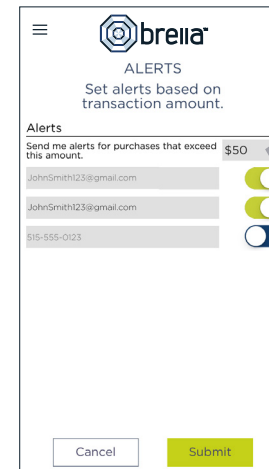 brella™
ALERTS
Set alerts based on
transaction amount.
Alerts
Send me alerts for purchases that exceed
this amount.
$50
JohnSmith123@gmail.com
JohnSmith123@gmail.com
515-555-0123
Cancel
Submit